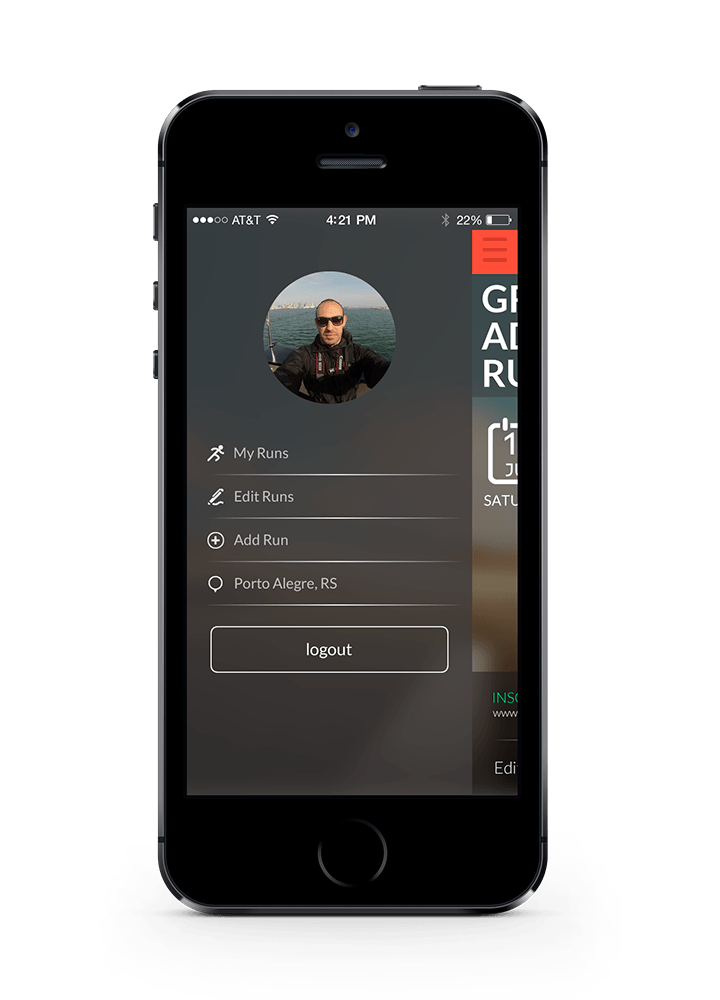 AT&T 4:21 PM 22%
My Runs
Edit Runs
Add Run
Porto Alegre, RS
logout
GR
AD
RU
1
JU
SATU
INSC
www
Edi